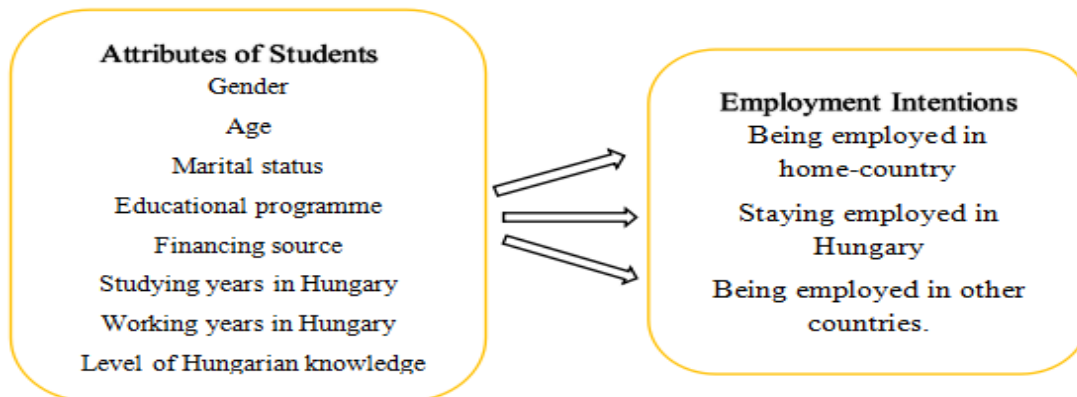 Attributes of Students
Gender
Age
Marital status
Educational programme
Financing source
Studying years in Hungary
Working years in Hungary
Level of Hungarian knowledge
Employment Intentions
Being employed in
home-country
Staying employed in
Hungary
Being employed in other
countries.